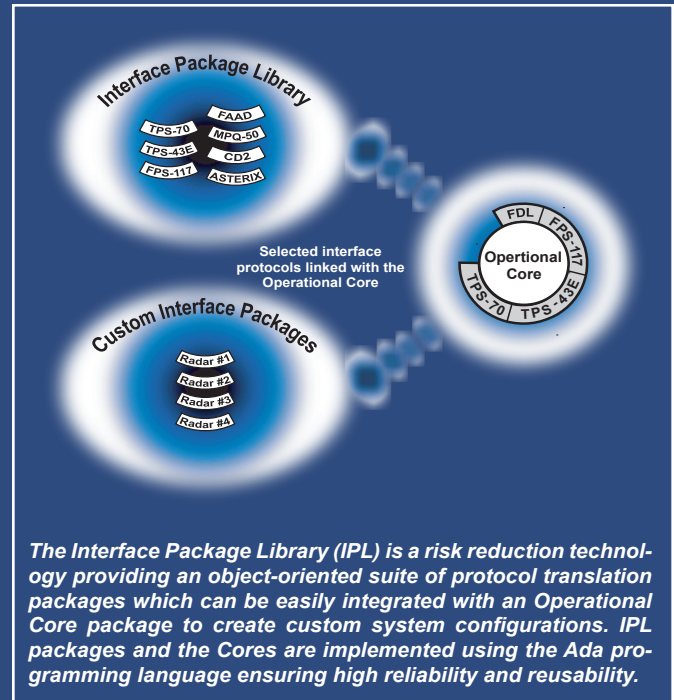 Interface Package Library
FAAD
TPS-70
MPQ-50
TPS-43E
CD2
FPS-117
ASTERIX
Selected interface
protocols linked with the
Operational Core
FDL
FPS-117
TPS-43E
TPS-70
Opertional
Core
Custom Interface Packages
Radar #1
Radar #2
Radar #3
Radar #4
The Interface Package Library (IPL) is a risk reduction technol-
ogy providing an object-oriented suite of protocol translation
packages which can be easily integrated with an Operational
Core package to create custom system configurations. IPL
packages and the Cores are implemented using the Ada pro-
gramming language ensuring high reliability and reusability.